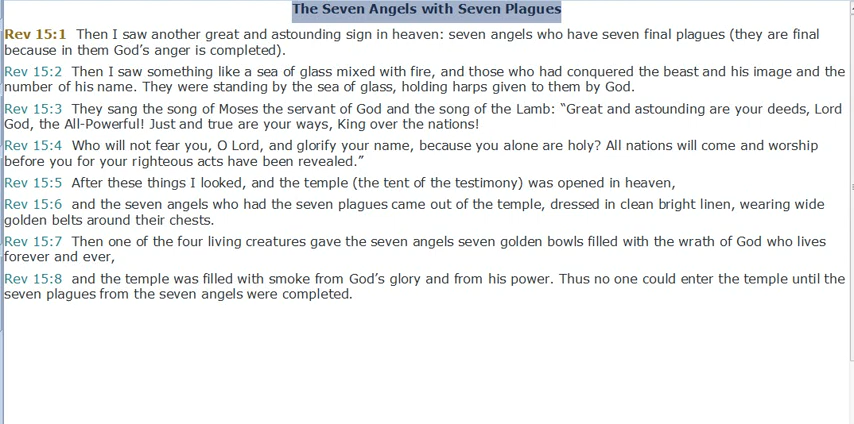 The Seven Angels with Seven Plagues
Rev 15:1 Then I saw another great and astounding sign in heaven: seven angels who have seven final plagues (they are final
because in them God’s anger is completed).
Rev 15:2 Then I saw something like a sea of glass mixed with fire, and those who had conquered the beast and his image and the
number of his name. They were standing by the sea of glass, holding harps given to them by God.
Rev 15:3 They sang the song of Moses the servant of God and the song of the Lamb: “Great and astounding are your deeds, Lord
God, the All-Powerful! Just and true are your ways, King over the nations!
Rev 15:4 Who will not fear you, O Lord, and glorify your name, because you alone are holy? All nations will come and worship
before you for your righteous acts have been revealed.”
Rev 15:5 After these things I looked, and the temple (the tent of the testimony) was opened in heaven,
Rev 15:6 and the seven angels who had the seven plagues came out of the temple, dressed in clean bright linen, wearing wide
golden belts around their chests.
Rev 15:7 Then one of the four living creatures gave the seven angels seven golden bowls filled with the wrath of God who lives
forever and ever,
Rev 15:8 and the temple was filled with smoke from God’s glory and from his power. Thus no one could enter the temple until the
seven plagues from the seven angels were completed.